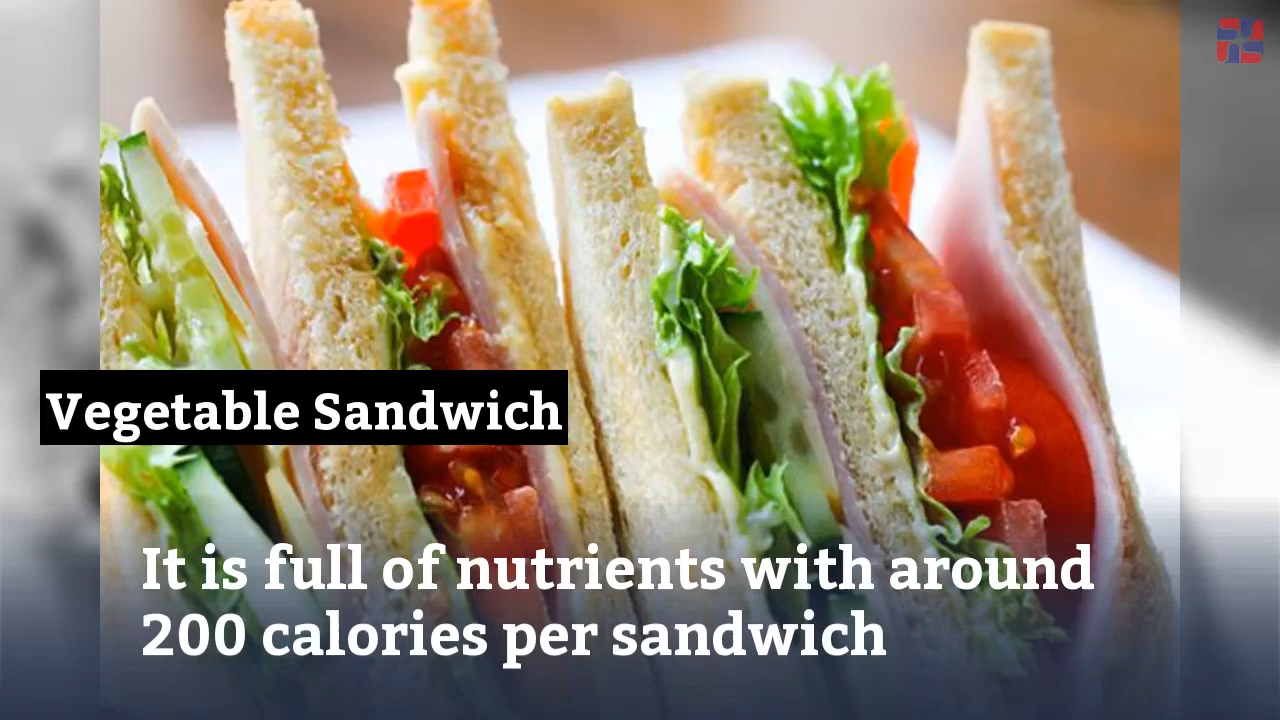 Vegetable Sandwich
It is full of nutrients with around
200 calories per sandwich